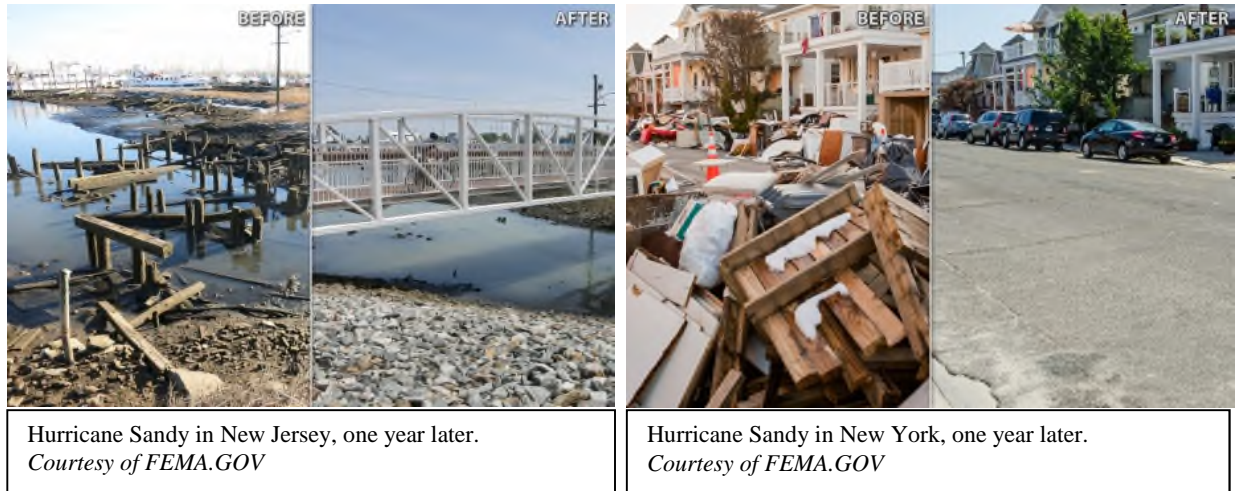 BEFORE
AFTER
BEFORE
AFTER
Hurricane Sandy in New Jersey, one year later.
Courtesy of FEMA.GOV
Hurricane Sandy in New York, one year later.
Courtesy of FEMA.GOV